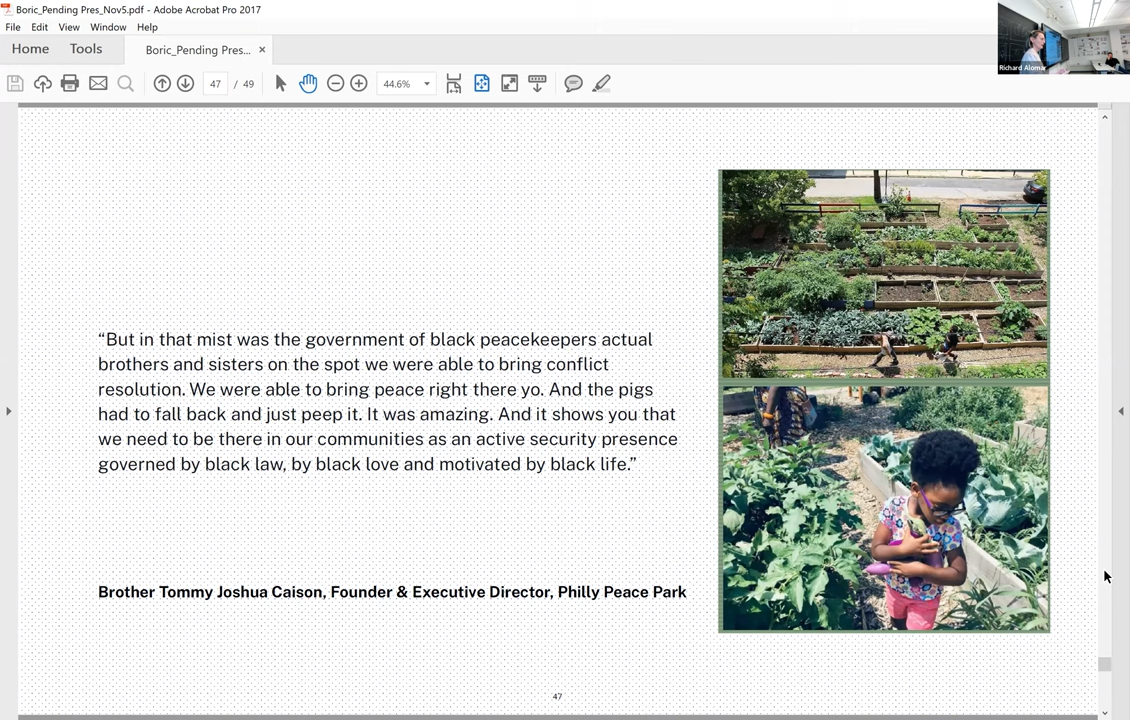 Boric_Pending Pres_Nov5.pdf - Adobe Acrobat Pro 2017
File Edit View Window Help
Home Tools Boric_Pending Pres... ×
47 / 49 44.6%
Richard Alomar
“But in that mist was the government of black peacekeepers actual
brothers and sisters on the spot we were able to bring conflict
resolution. We were able to bring peace right there yo. And the pigs
had to fall back and just peep it. It was amazing. And it shows you that
we need to be there in our communities as an active security presence
governed by black law, by black love and motivated by black life.”
Brother Tommy Joshua Caison, Founder & Executive Director, Philly Peace Park
47